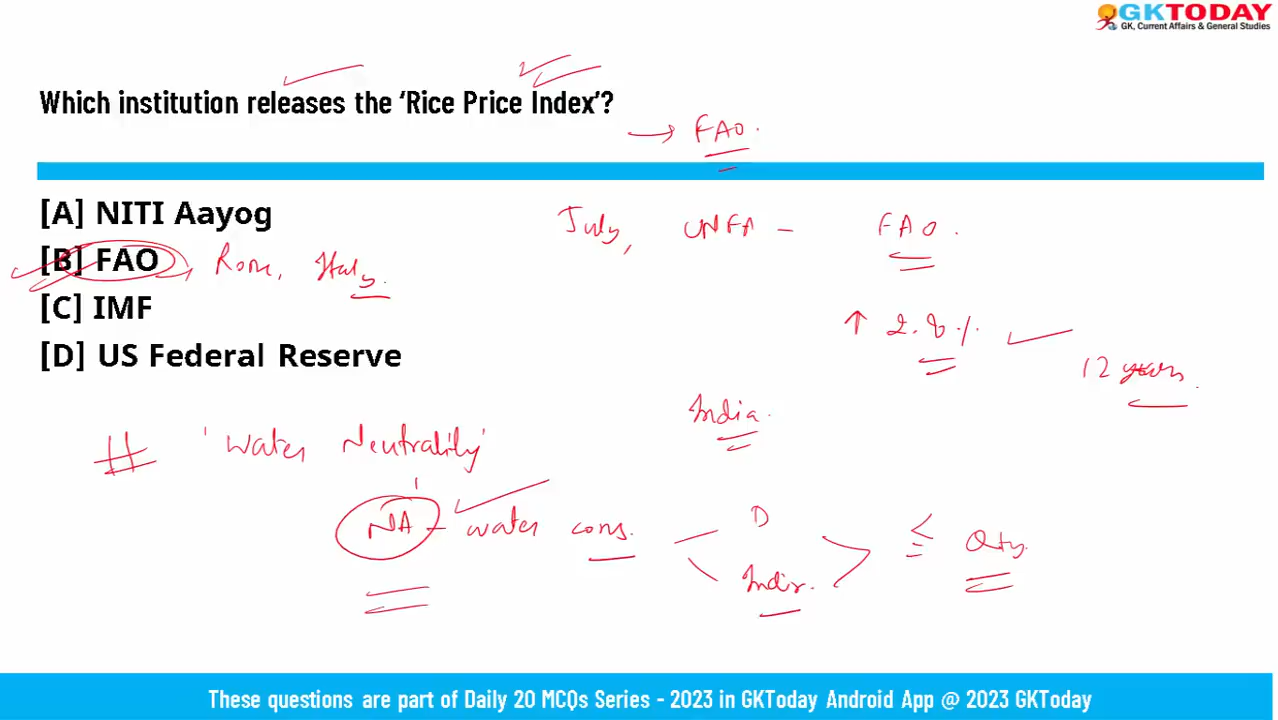 GKTODAY
GK, Current Affairs & General Studies
Which institution releases the ‘Rice Price Index’?
→ FAO.
[A] NITI Aayog
July, UNFA - FAO.
[B] FAO, Rome, Italy.
[C] IMF
↑ 2.8%
[D] US Federal Reserve
12 years.
India.
# 'Water Neutrality'
NA - water cons. D
Indir. ≤ Qty.
These questions are part of Daily 20 MCQs Series - 2023 in GKToday Android App @ 2023 GKToday